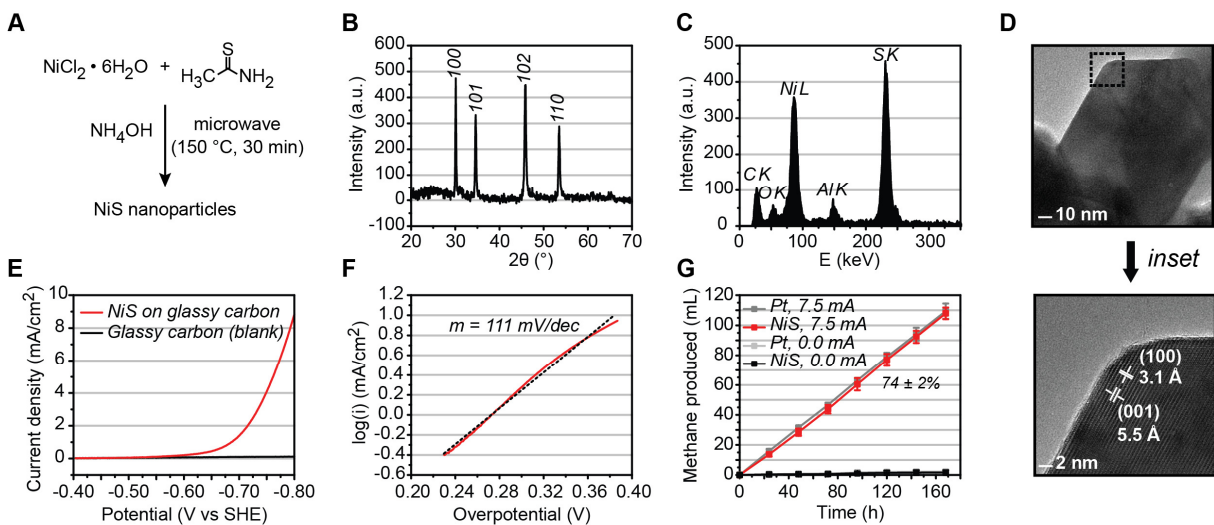 A
NiCl2 • 6H2O +
S
H3C
NH2
NH4OH
microwave
(150 °C, 30 min)
NiS nanoparticles
B
Intensity (a.u.)
600
500
400
300
200
100
0
-100
100
101
102
110
20 30 40 50 60 70
2θ (°)
C
Intensity (a.u.)
500
400
300
200
100
0
C K
O K
Ni L
Al K
S K
0 100 200 300
E (keV)
D
10 nm
inset
(100)
3.1 Å
(001)
5.5 Å
2 nm
E
Current density (mA/cm2)
10
8
6
4
2
0
NiS on glassy carbon
Glassy carbon (blank)
-0.40 -0.50 -0.60 -0.70 -0.80
Potential (V vs SHE)
F
log(i) (mA/cm2)
1.2
1.0
0.8
0.6
0.4
0.2
0.0
-0.2
-0.4
-0.6
m = 111 mV/dec
0.20 0.24 0.28 0.32 0.36 0.40
Overpotential (V)
G
Methane produced (mL)
120
110
100
90
80
70
60
50
40
30
20
10
0
Pt, 7.5 mA
NiS, 7.5 mA
Pt, 0.0 mA
NiS, 0.0 mA
74 ± 2%
0 40 80 120 160
Time (h)